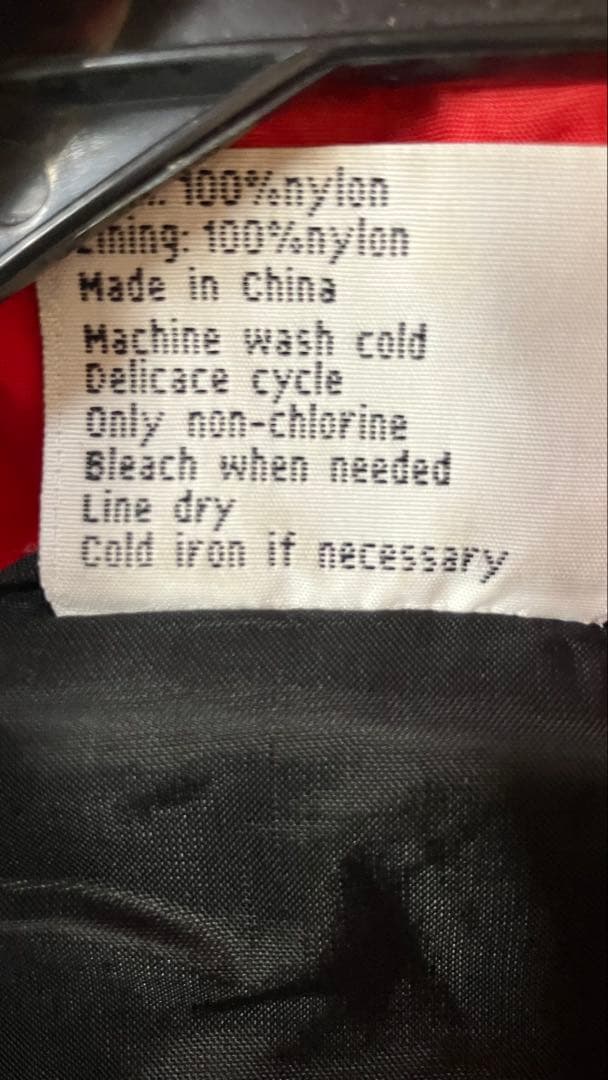 100%nylon
Lining: 100%nylon
Made in China
Machine wash cold
Delicace cycle
Only non-chlorine
Bleach when needed
Line dry
Cold iron if necessary